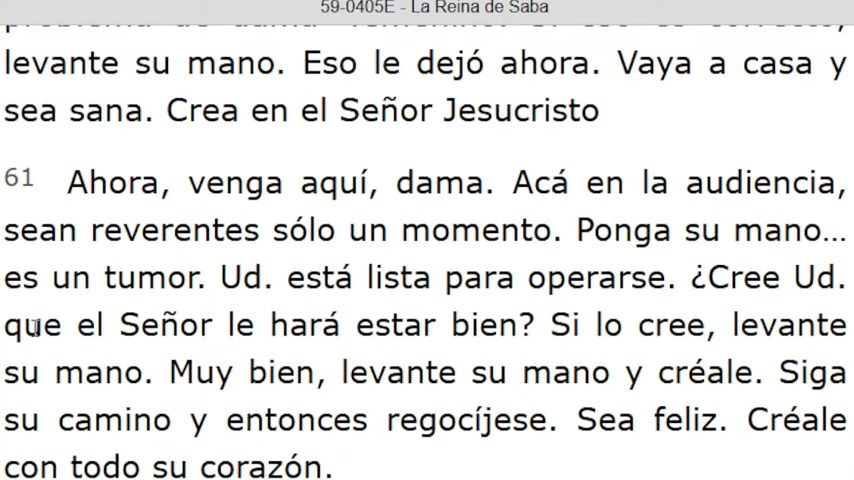 59-0405E - La Reina de Saba
levante su mano. Eso le dejó ahora. Vaya a casa y
sea sana. Crea en el Señor Jesucristo
61 Ahora, venga aquí, dama. Acá en la audiencia,
sean reverentes sólo un momento. Ponga su mano...
es un tumor. Ud. está lista para operarse. ¿Cree Ud.
que el Señor le hará estar bien? Si lo cree, levante
su mano. Muy bien, levante su mano y créale. Siga
su camino y entonces regocíjese. Sea feliz. Créale
con todo su corazón.